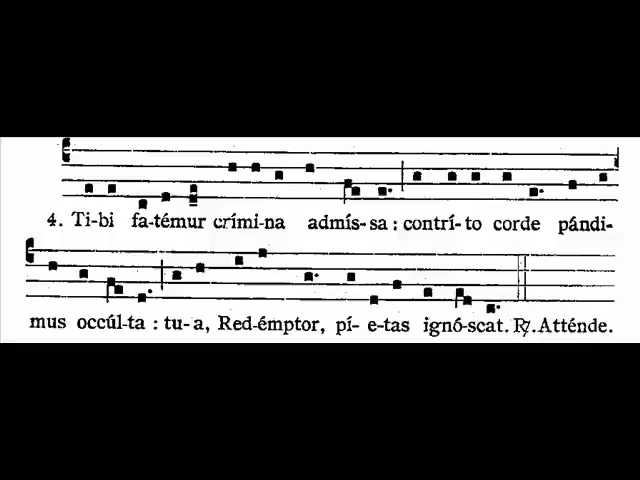 4. Ti-bi fa-témur crími-na admís-sa: contrí-to corde pándi-
mus occúl-ta: tu-a, Red-émptor, pí-e-tas ignó-scat. ℟. Atténde.